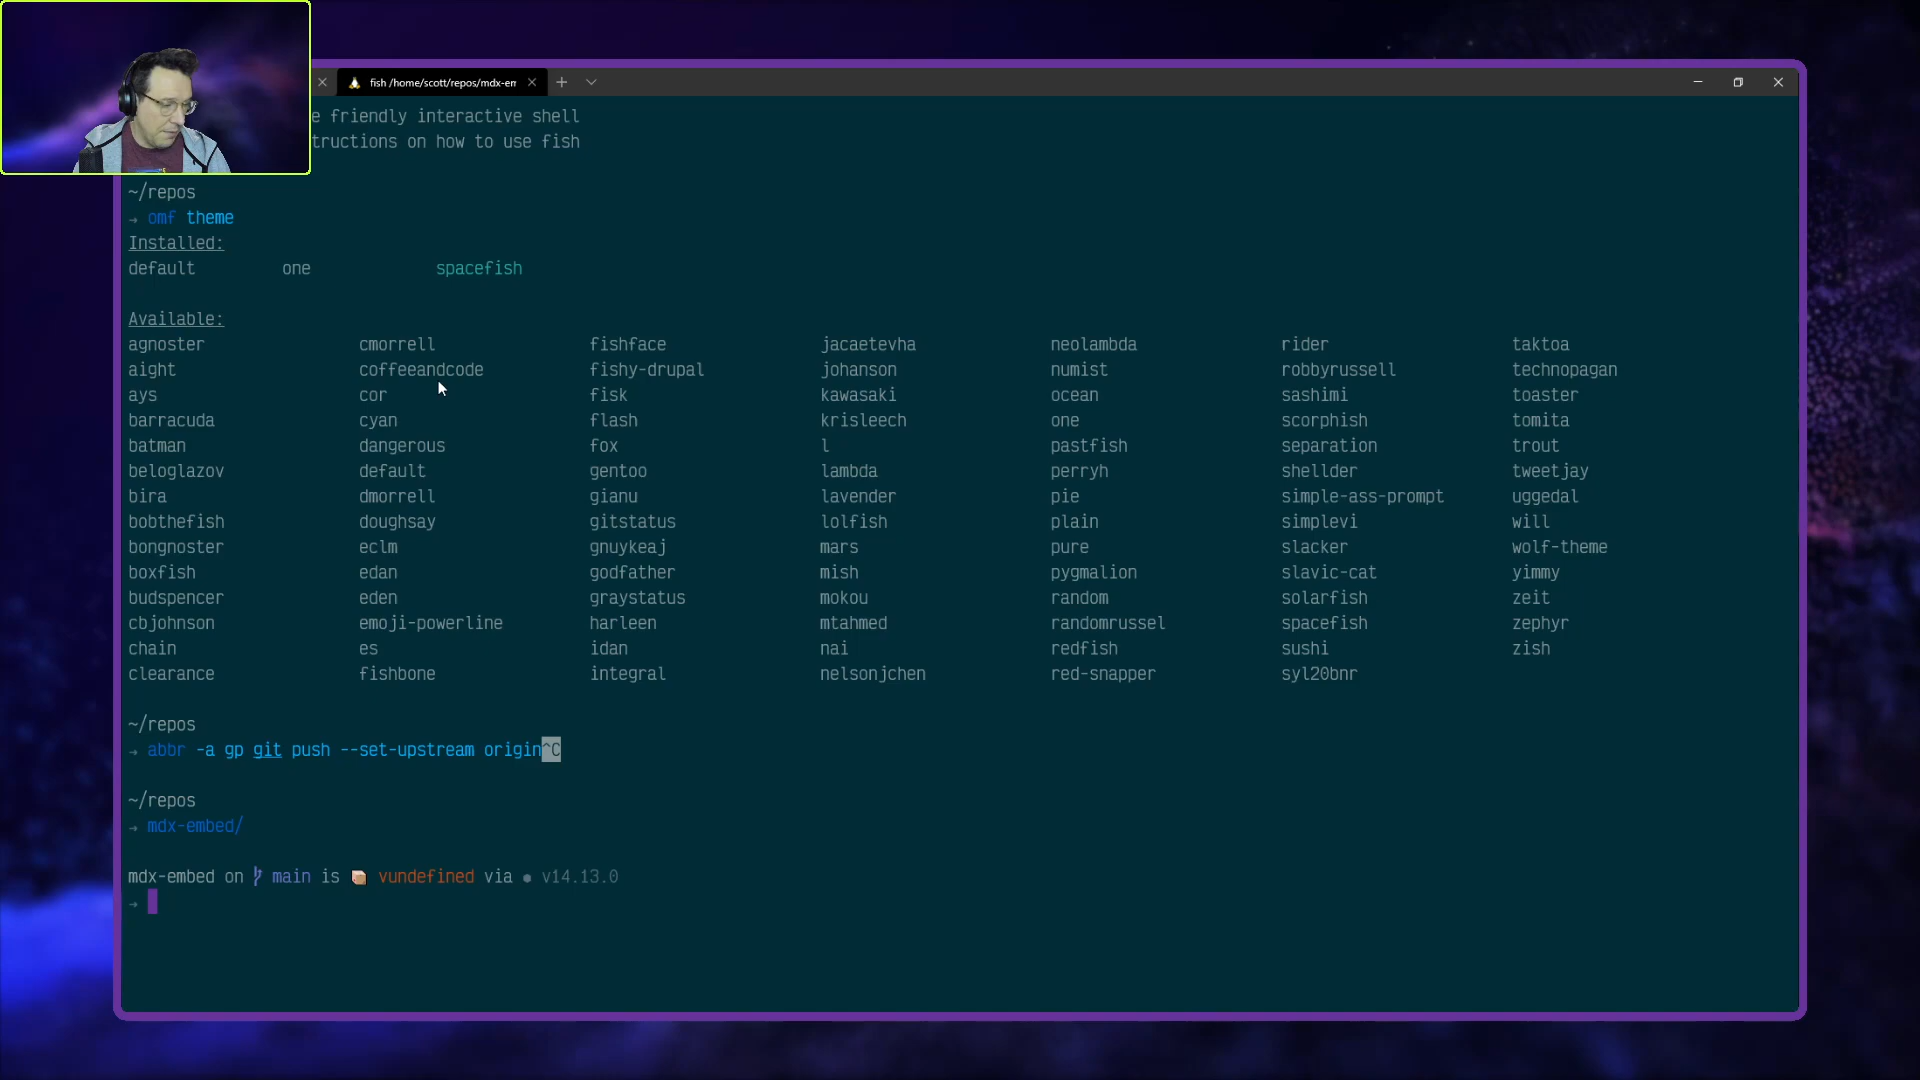 fish /home/scott/repos/mdx-em
e friendly interactive shell
tructions on how to use fish
~/repos
→ omf theme
Installed:
default one spacefish
Available:
agnoster cmorrell fishface jacaetevha neolambda rider taktoa
aight coffeeandcode fishy-drupal johanson numist robbyrussell technopagan
ays cor fisk kawasaki ocean sashimi toaster
barracuda cyan flash krisleech one scorphish tomita
batman dangerous fox l pastfish separation trout
beloglazov default gentoo lambda perryh shellder tweetjay
bira dmorrell gianu lavender pie simple-ass-prompt uggedal
bobthefish doughsay gitstatus lolfish plain simplevi will
bongnoster eclm gnuykeaj mars pure slacker wolf-theme
boxfish edan godfather mish pygmalion slavic-cat yimmy
budspencer eden graystatus mokou random solarfish zeit
cbjohnson emoji-powerline harleen mtahmed randomrussel spacefish zephyr
chain es idan nai redfish sushi zish
clearance fishbone integral nelsonjchen red-snapper syl20bnr
~/repos
→ abbr -a gp git push --set-upstream origin^C
~/repos
→ mdx-embed/
mdx-embed on main is 📦 vundefined via ● v14.13.0
→